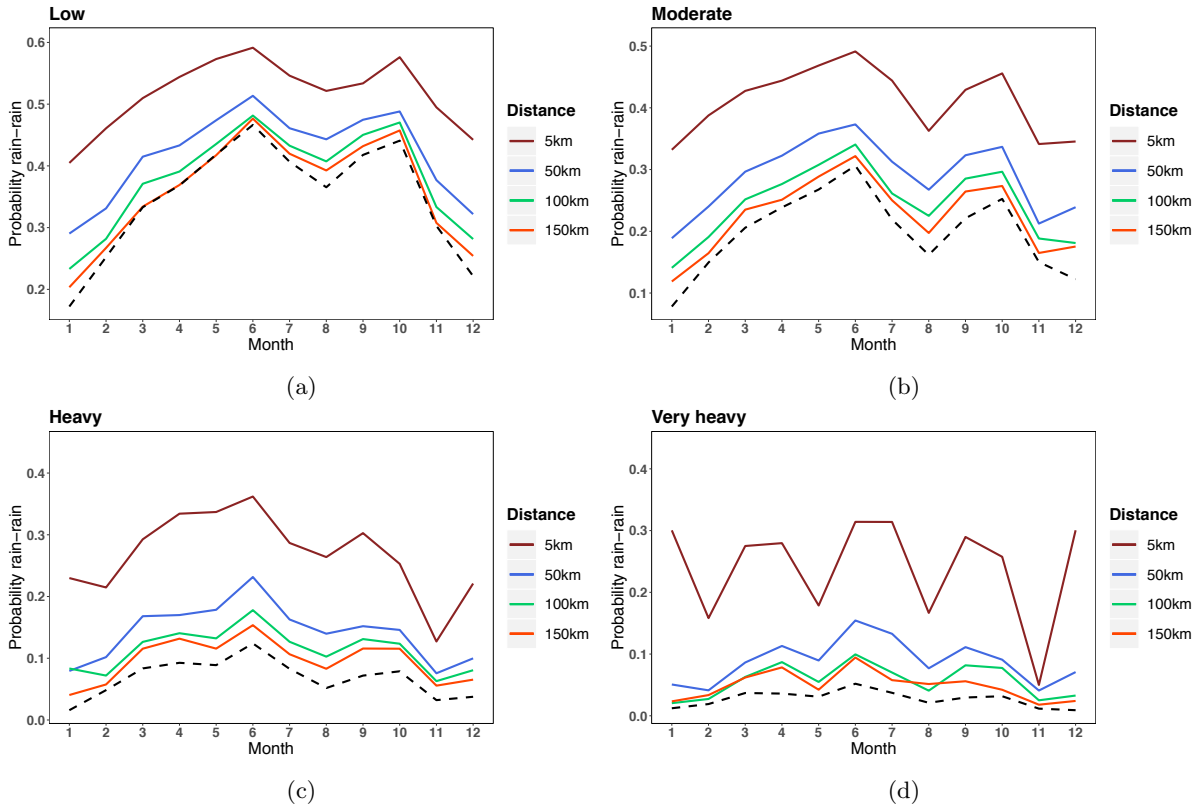 Low
Probability rain−rain
0.6
0.5
0.4
0.3
0.2
1 2 3 4 5 6 7 8 9 10 11 12
Month
Distance
5km
50km
100km
150km
(a)
Moderate
Probability rain−rain
0.5
0.4
0.3
0.2
0.1
1 2 3 4 5 6 7 8 9 10 11 12
Month
Distance
5km
50km
100km
150km
(b)
Heavy
Probability rain−rain
0.4
0.3
0.2
0.1
0.0
1 2 3 4 5 6 7 8 9 10 11 12
Month
Distance
5km
50km
100km
150km
(c)
Very heavy
Probability rain−rain
0.4
0.3
0.2
0.1
0.0
1 2 3 4 5 6 7 8 9 10 11 12
Month
Distance
5km
50km
100km
150km
(d)